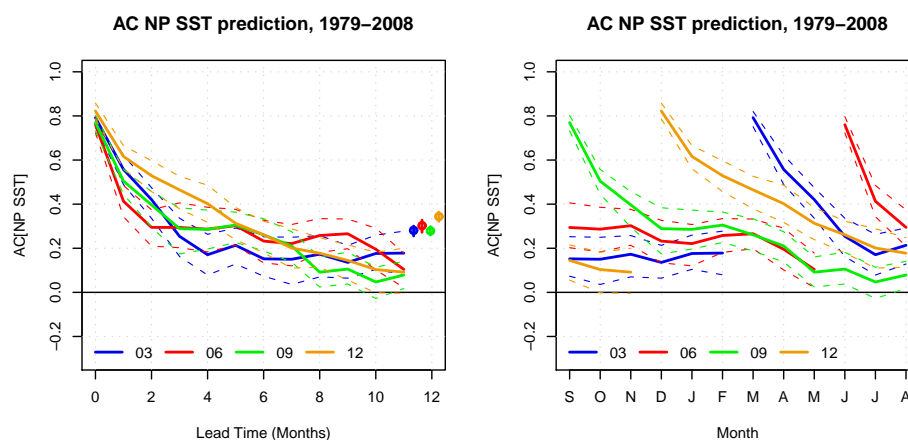 AC NP SST prediction, 1979−2008
AC[NP SST]
1.0
0.8
0.6
0.4
0.2
0.0
−0.2
03 06 09 12
0 2 4 6 8 10 12
Lead Time (Months)
AC NP SST prediction, 1979−2008
AC[NP SST]
1.0
0.8
0.6
0.4
0.2
0.0
−0.2
03 06 09 12
S O N D J F M A M J J A
Month